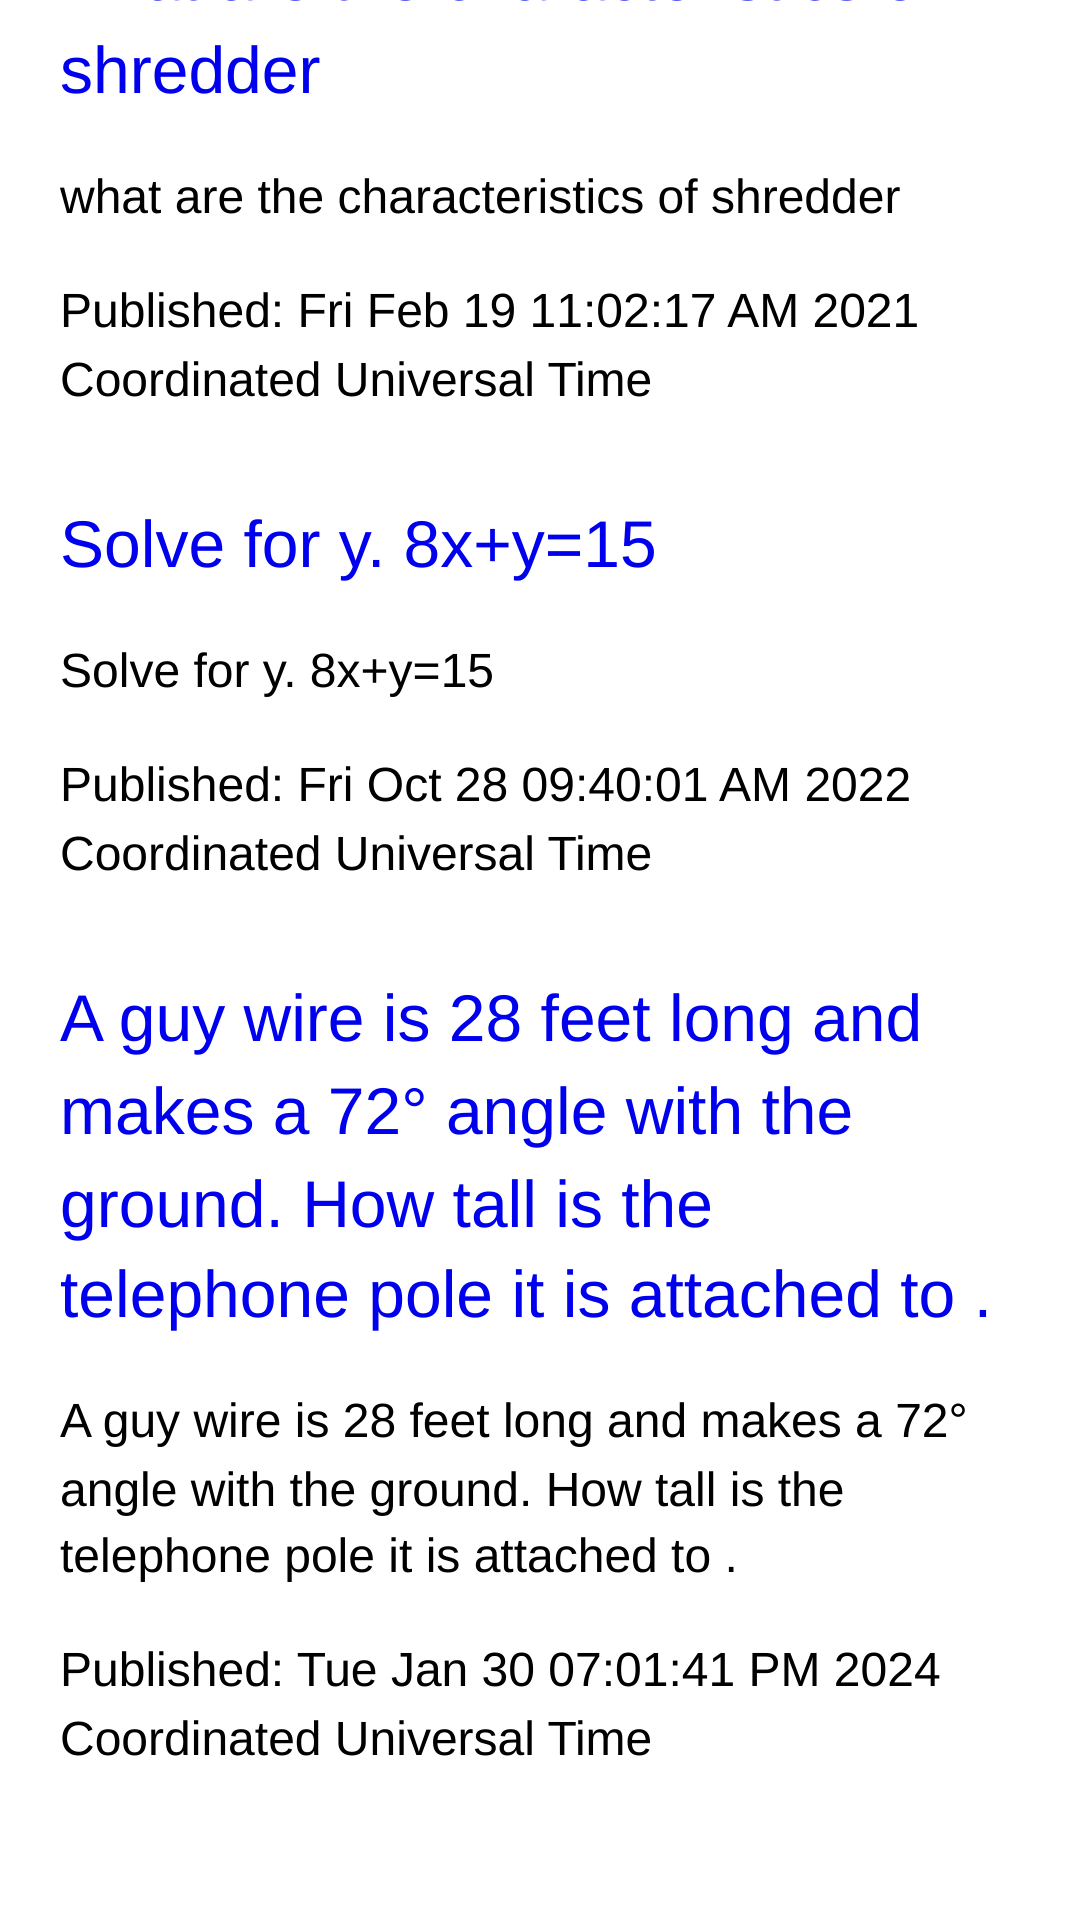 shredder
what are the characteristics of shredder
Published: Fri Feb 19 11:02:17 AM 2021
Coordinated Universal Time
Solve for y. 8x+y=15
Solve for y. 8x+y=15
Published: Fri Oct 28 09:40:01 AM 2022
Coordinated Universal Time
A guy wire is 28 feet long and
makes a 72° angle with the
ground. How tall is the
telephone pole it is attached to .
A guy wire is 28 feet long and makes a 72°
angle with the ground. How tall is the
telephone pole it is attached to .
Published: Tue Jan 30 07:01:41 PM 2024
Coordinated Universal Time